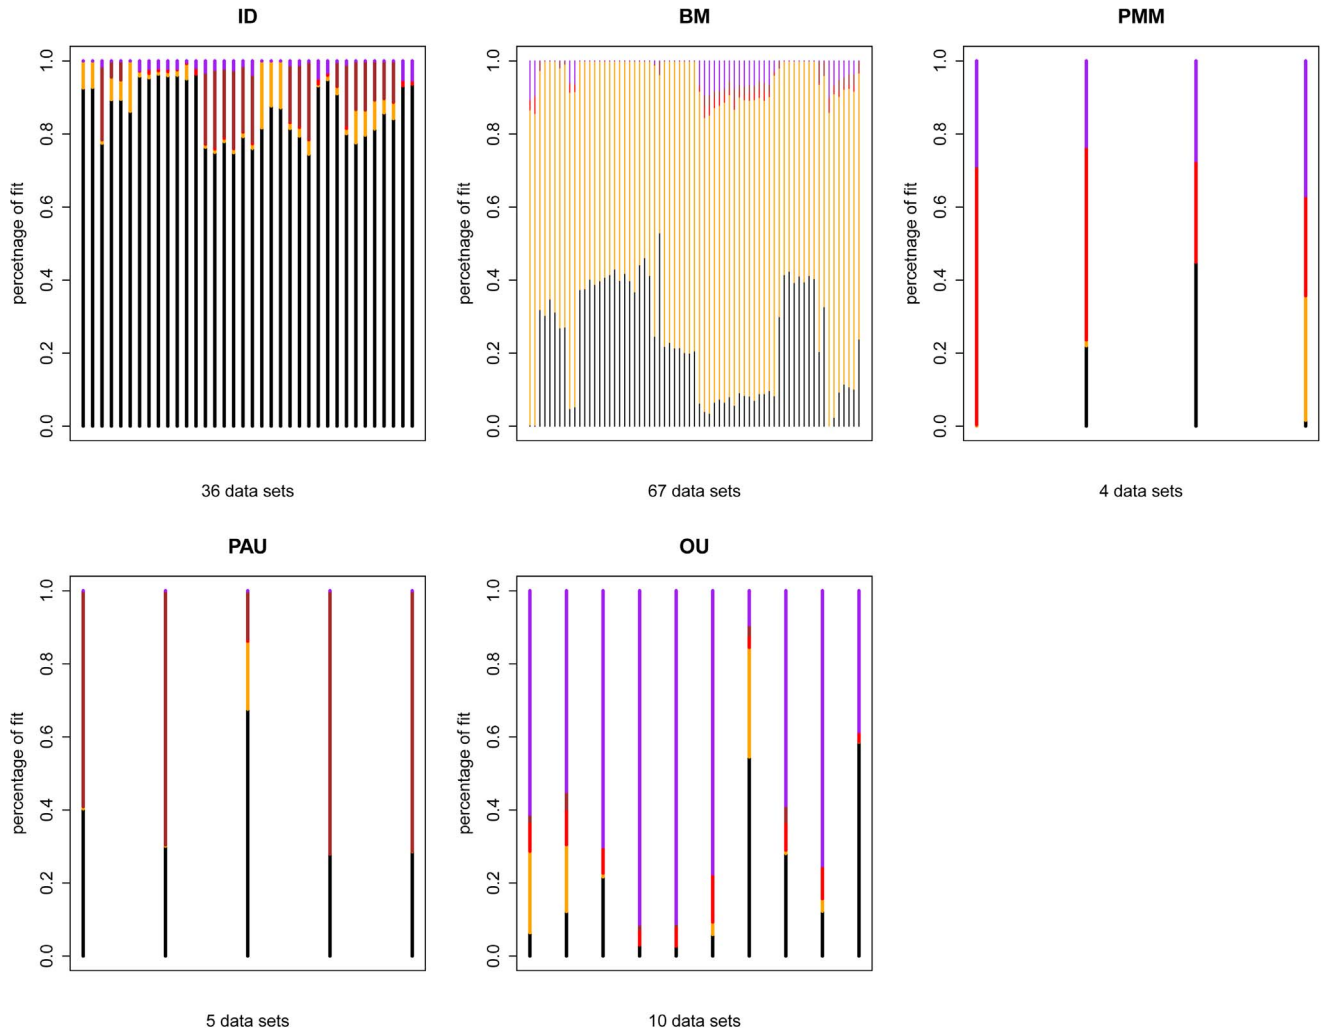 ID
BM
PMM
percetnage of fit
0.0 0.2 0.4 0.6 0.8 1.0
percetnage of fit
0.0 0.2 0.4 0.6 0.8 1.0
percetnage of fit
0.0 0.2 0.4 0.6 0.8 1.0
36 data sets
67 data sets
4 data sets
PAU
OU
percentage of fit
0.0 0.2 0.4 0.6 0.8 1.0
percentage of fit
0.0 0.2 0.4 0.6 0.8 1.0
5 data sets
10 data sets